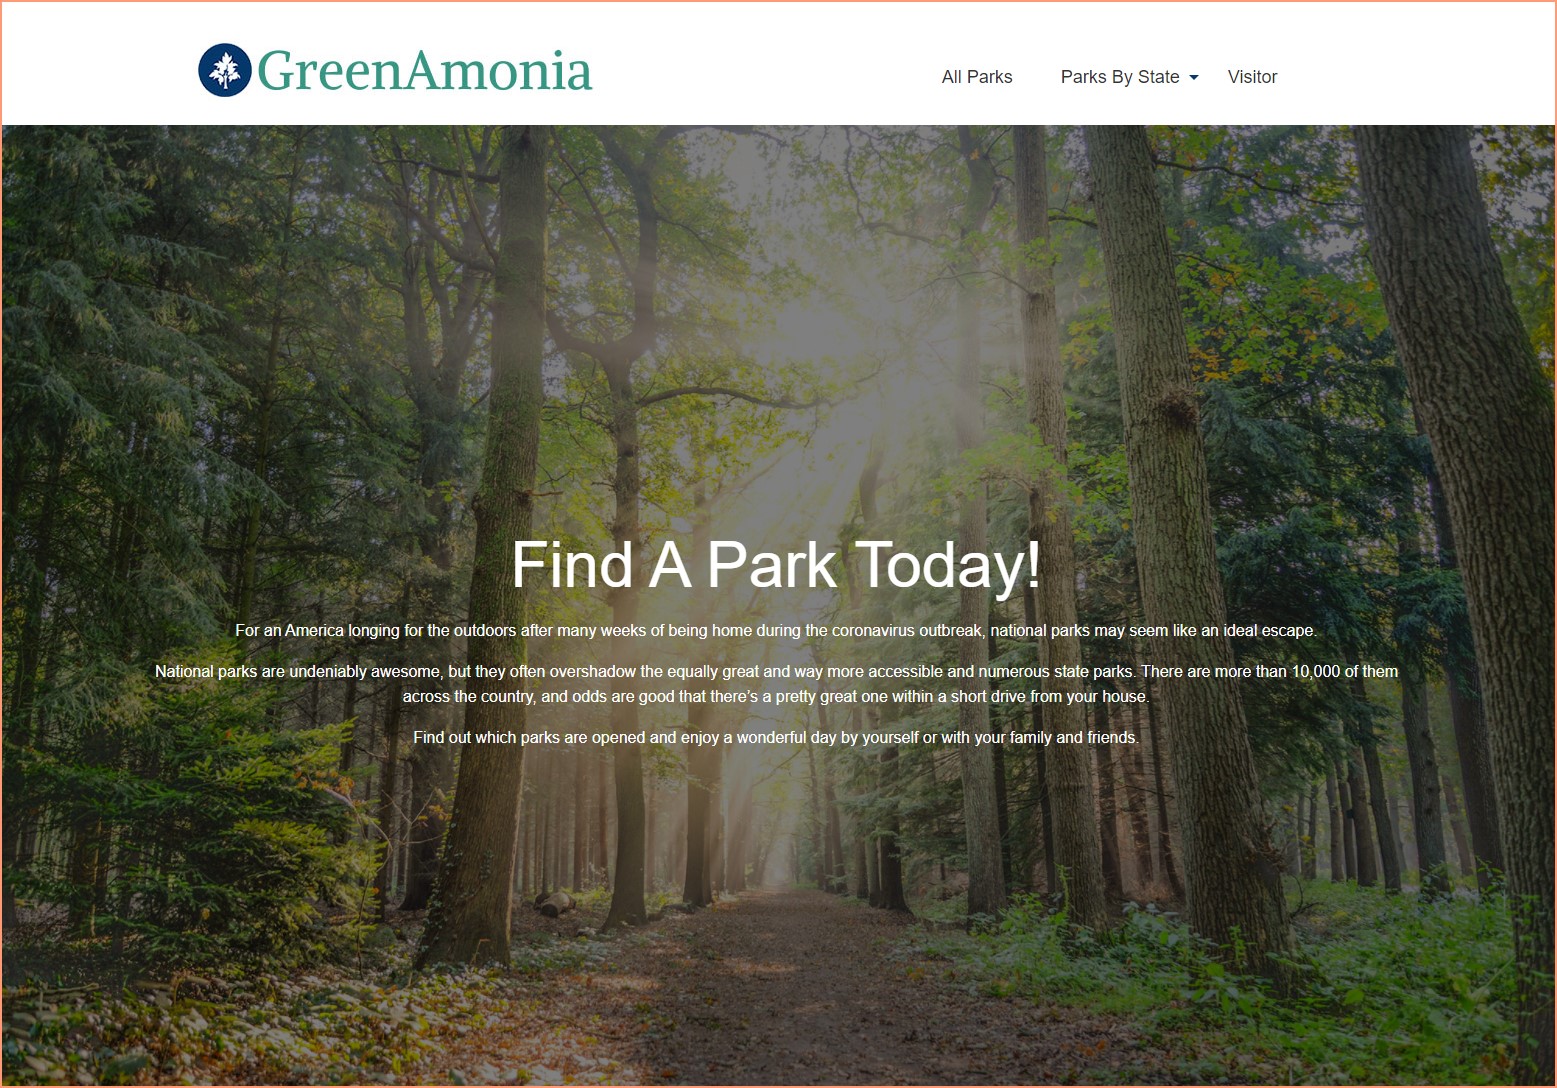 GreenAmonia
All Parks
Parks By State
Visitor
Find A Park Today!
For an America longing for the outdoors after many weeks of being home during the coronavirus outbreak, national parks may seem like an ideal escape.
National parks are undeniably awesome, but they often overshadow the equally great and way more accessible and numerous state parks. There are more than 10,000 of them
across the country, and odds are good that there's a pretty great one within a short drive from your house.
Find out which parks are opened and enjoy a wonderful day by yourself or with your family and friends.